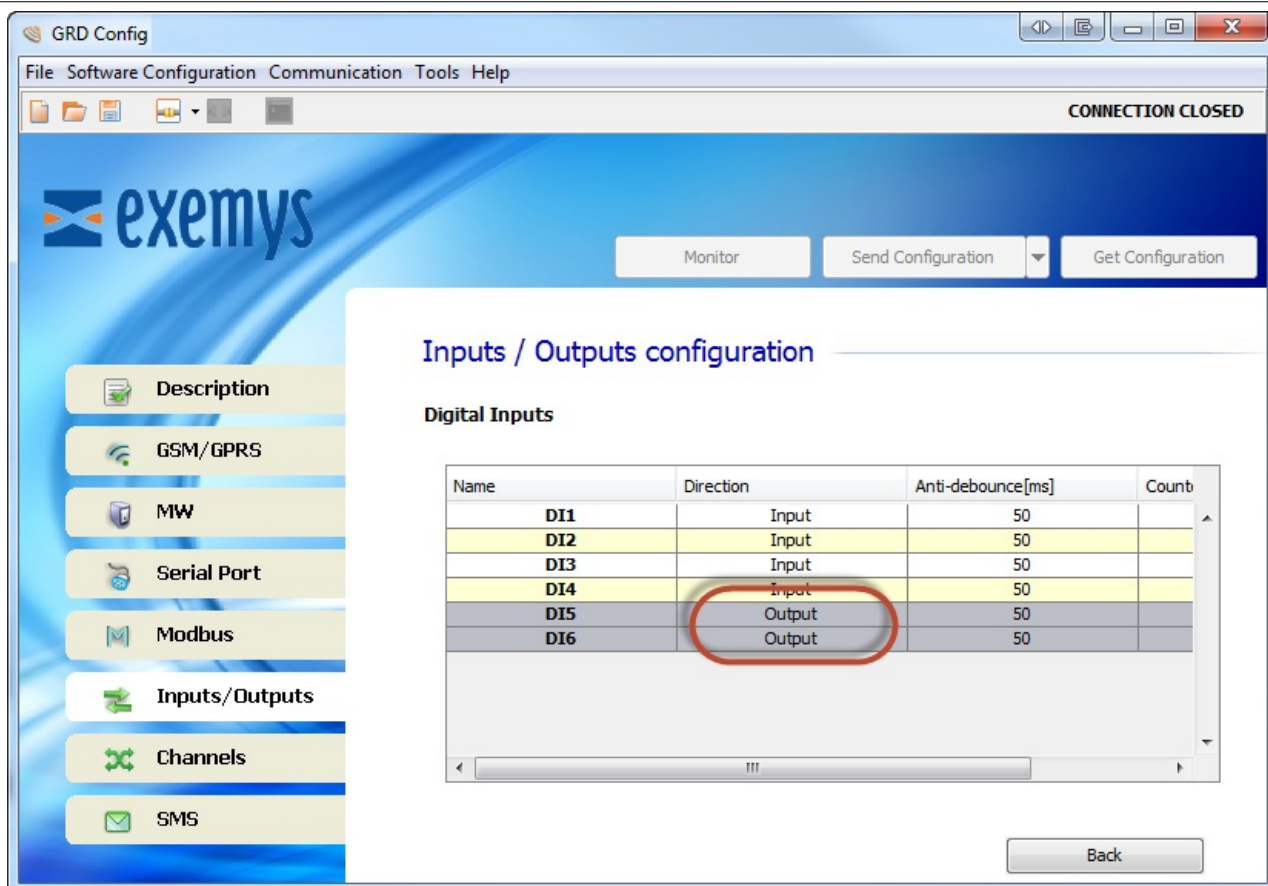 GRD Config
File Software Configuration Communication Tools Help
CONNECTION CLOSED
exemys
Monitor Send Configuration Get Configuration
Inputs / Outputs configuration
Description
Digital Inputs
GSM/GPRS
MW
Serial Port
Modbus
Inputs/Outputs
Channels
SMS
Name Direction Anti-debounce[ms]
DI1 Input 50
DI2 Input 50
DI3 Input 50
DI4 Input 50
DI5 Output 50
DI6 Output 50
Back